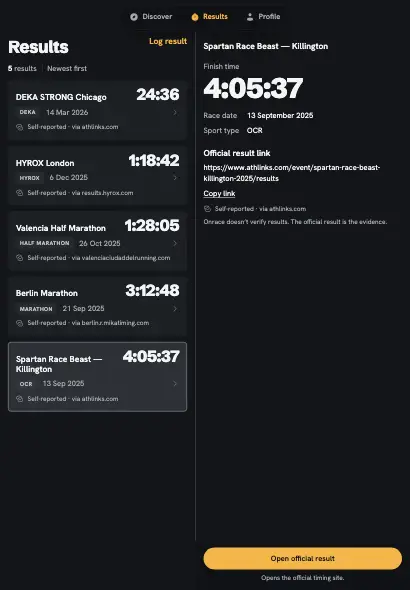 Discover
Results
Profile
Results
Log result
5 results
Newest first
DEKA STRONG Chicago
24:36
DEKA
14 Mar 2026
Self-reported · via athlinks.com
HYROX London
1:18:42
HYROX
6 Dec 2025
Self-reported · via results.hyrox.com
Valencia Half Marathon
1:28:05
HALF MARATHON
26 Oct 2025
Self-reported · via valenciaciudaddelrunning.com
Berlin Marathon
3:12:48
MARATHON
21 Sep 2025
Self-reported · via berlin.r.mikatiming.com
Spartan Race Beast —
Killington
4:05:37
OCR
13 Sep 2025
Self-reported · via athlinks.com
Spartan Race Beast — Killington
Finish time
4:05:37
Race date
13 September 2025
Sport type
OCR
Official result link
https://www.athlinks.com/event/spartan-race-beast-
killington-2025/results
Copy link
Self-reported · via athlinks.com
Onrace doesn't verify results. The official result is the evidence.
Open official result
Opens the official timing site.